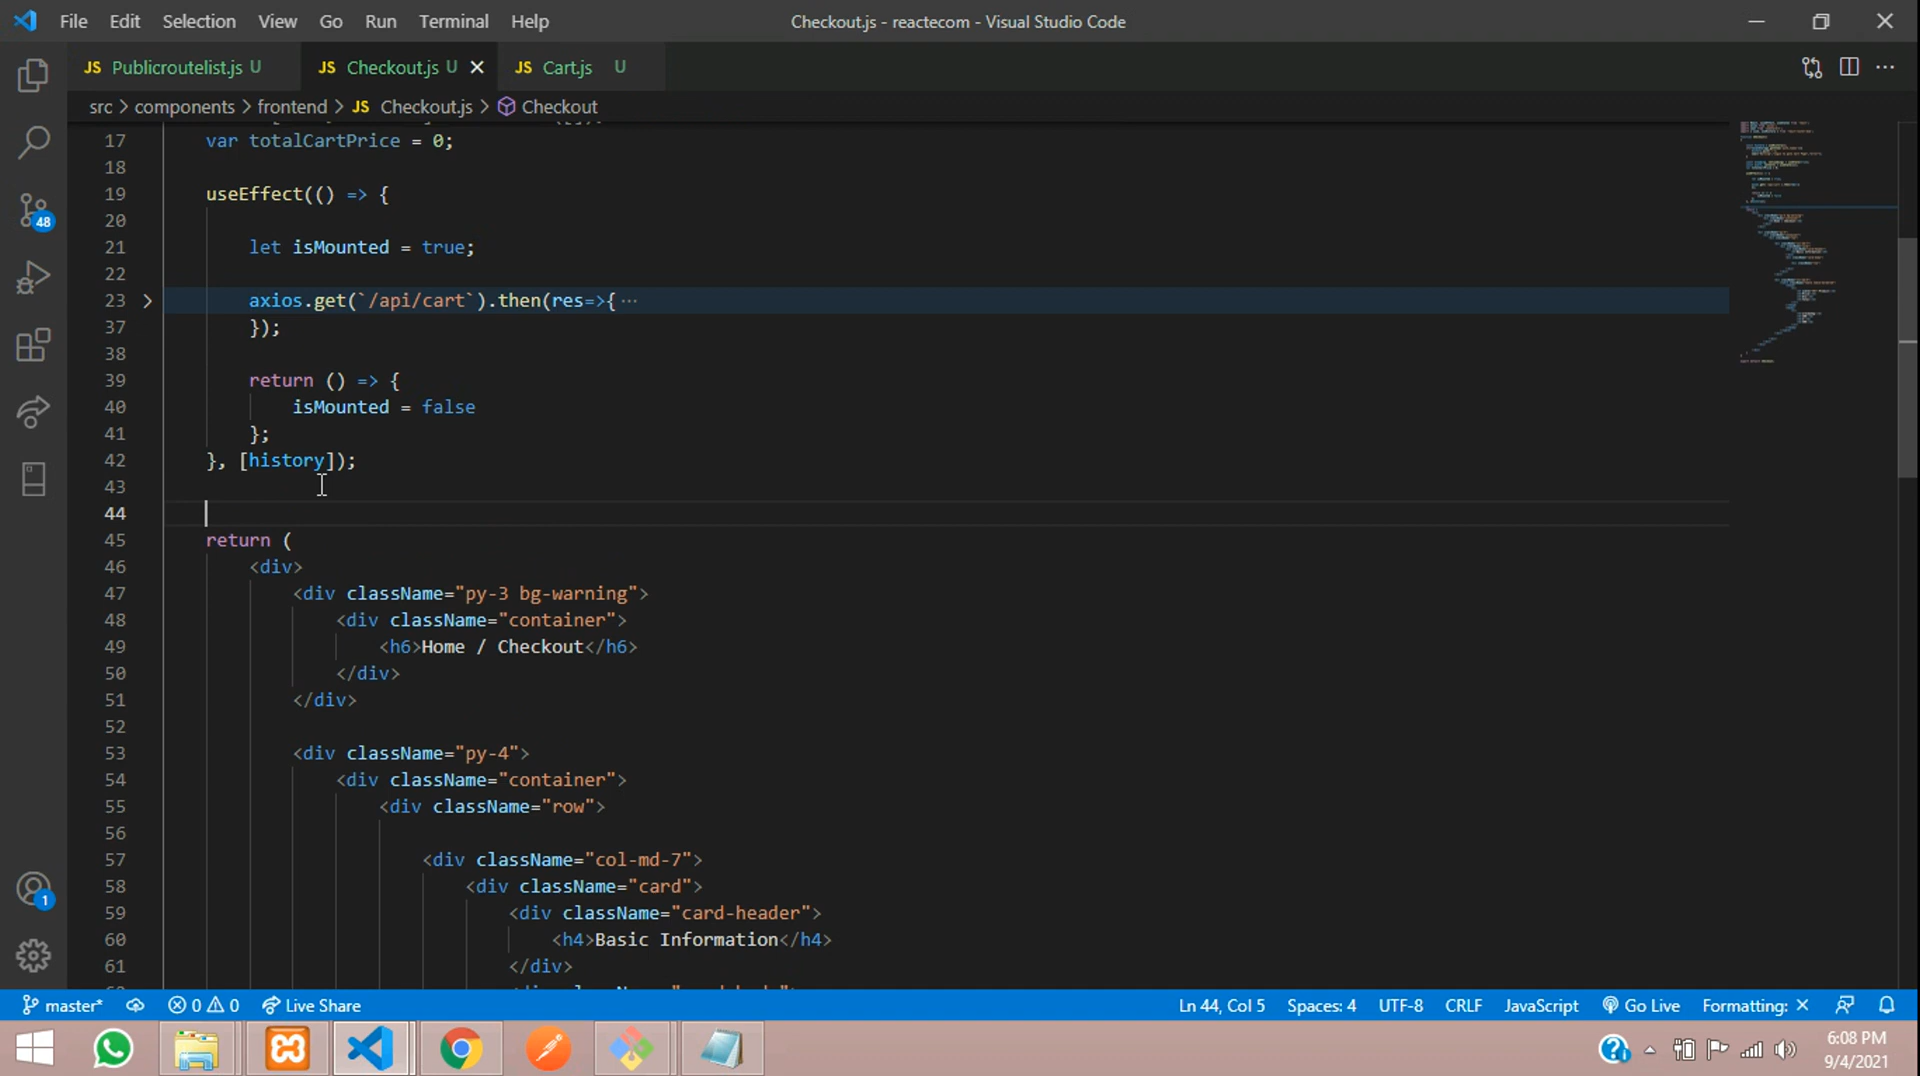 File Edit Selection View Go Run Terminal Help Checkout.js - reactecom - Visual Studio Code
JS Publicroutelist.js U JS Checkout.js U JS Cart.js U
src > components > frontend > JS Checkout.js > Checkout
17 var totalCartPrice = 0;
18
19 useEffect(() => {
20
21 let isMounted = true;
22
23 axios.get(`/api/cart`).then(res=>{ ···
37 });
38
39 return () => {
40 isMounted = false
41 };
42 }, [history]);
43
44
45 return (
46 <div>
47 <div className="py-3 bg-warning">
48 <div className="container">
49 <h6>Home / Checkout</h6>
50 </div>
51 </div>
52
53 <div className="py-4">
54 <div className="container">
55 <div className="row">
56
57 <div className="col-md-7">
58 <div className="card">
59 <div className="card-header">
60 <h4>Basic Information</h4>
61 </div>
48
1
master* 0 0 Live Share Ln 44, Col 5 Spaces: 4 UTF-8 CRLF JavaScript Go Live Formatting: ×
6:08 PM
9/4/2021